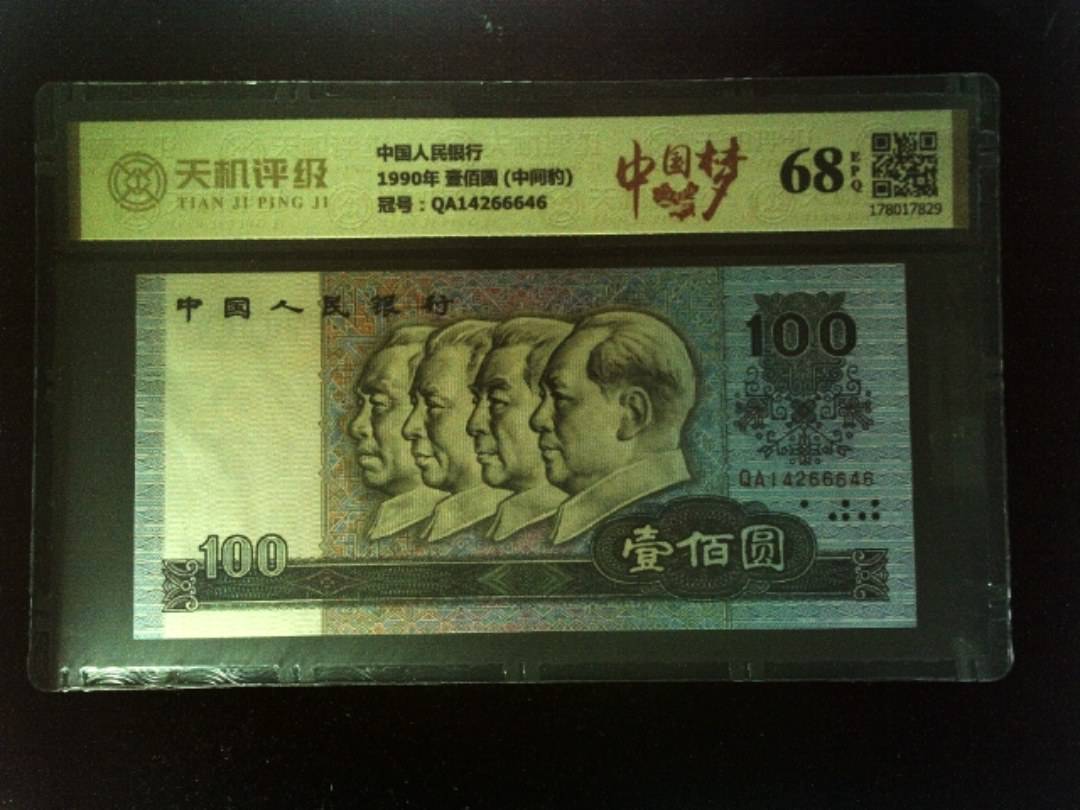 天机评级
TIAN JI PING JI
中国人民银行
1990年 壹佰圆 (中间豹)
冠号：QA14266646
中国梦
68
EPQ
178017829
中国人民银行
100
QA14266646
100
壹佰圆